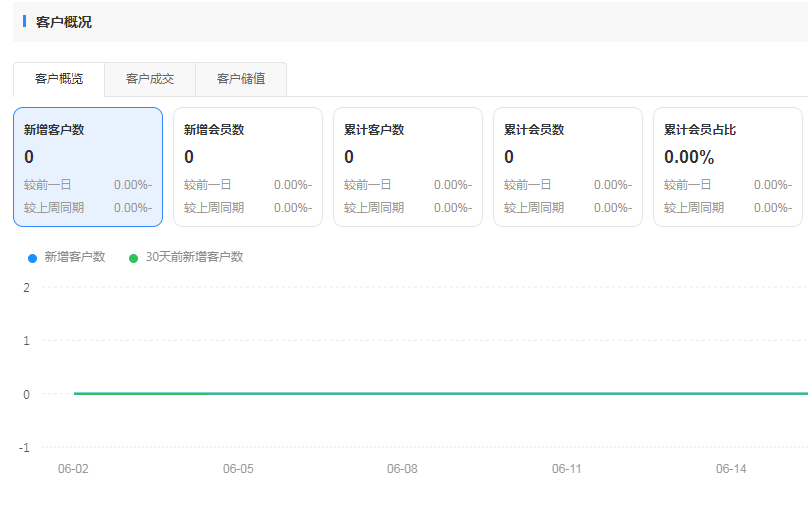 客户概况
客户概览 客户成交 客户储值
新增客户数 新增会员数 累计客户数 累计会员数 累计会员占比
0 0 0 0 0.00%
较前一日 0.00%- 较前一日 0.00%- 较前一日 0.00%- 较前一日 0.00%- 较前一日 0.00%-
较上周同期 0.00%- 较上周同期 0.00%- 较上周同期 0.00%- 较上周同期 0.00%- 较上周同期 0.00%-
新增客户数 30天前新增客户数
2
1
0
-1
06-02 06-05 06-08 06-11 06-14